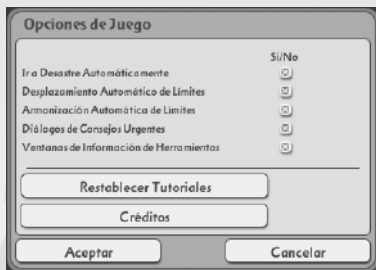 Opciones de Juego
Si/No
Ir a Desastre Automáticamente
Desplazamiento Automático de Límites
Armonización Automática de Límites
Diálogos de Consejos Urgentes
Ventanas de Información de Herramientas
Restablecer Tutoriales
Créditos
Aceptar
Cancelar